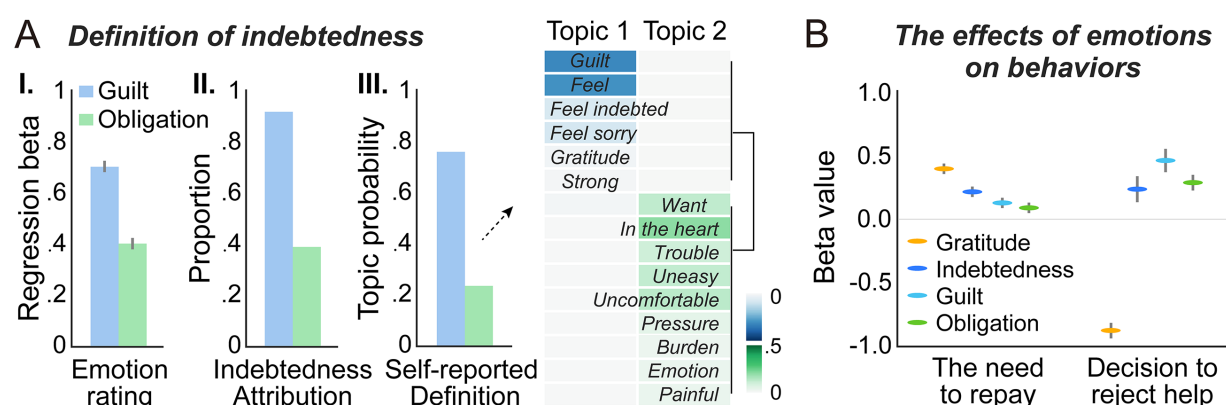 A Definition of indebtedness
I.
1
.8
.6
.4
.2
0
Regression beta
Guilt
Obligation
Emotion
rating
II.
1
.8
.6
.4
.2
0
Proportion
Indebtedness
Attribution
III.
1
.8
.6
.4
.2
0
Topic probability
Self-reported
Definition
Topic 1 Topic 2
Guilt
Feel
Feel indebted
Feel sorry
Gratitude
Strong
Want
In the heart
Trouble
Uneasy
Uncomfortable
Pressure
Burden
Emotion
Painful
0
.5
0
B The effects of emotions
on behaviors
1.0
0.5
0.0
-0.5
-1.0
Beta value
Gratitude
Indebtedness
Guilt
Obligation
The need
to repay
Decision to
reject help